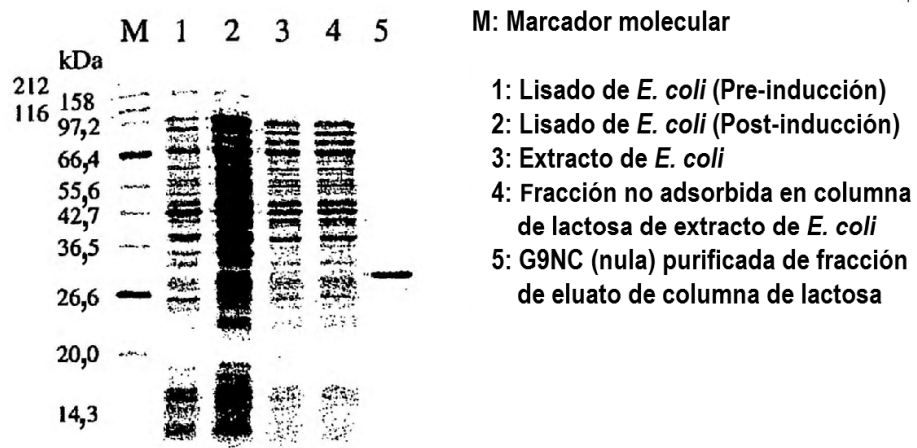 M 1 2 3 4 5
kDa
212
158
116
97,2
66,4
55,6
42,7
36,5
26,6
20,0
14,3
M: Marcador molecular
1: Lisado de E. coli (Pre-inducción)
2: Lisado de E. coli (Post-inducción)
3: Extracto de E. coli
4: Fracción no adsorbida en columna
de lactosa de extracto de E. coli
5: G9NC (nula) purificada de fracción
de eluato de columna de lactosa